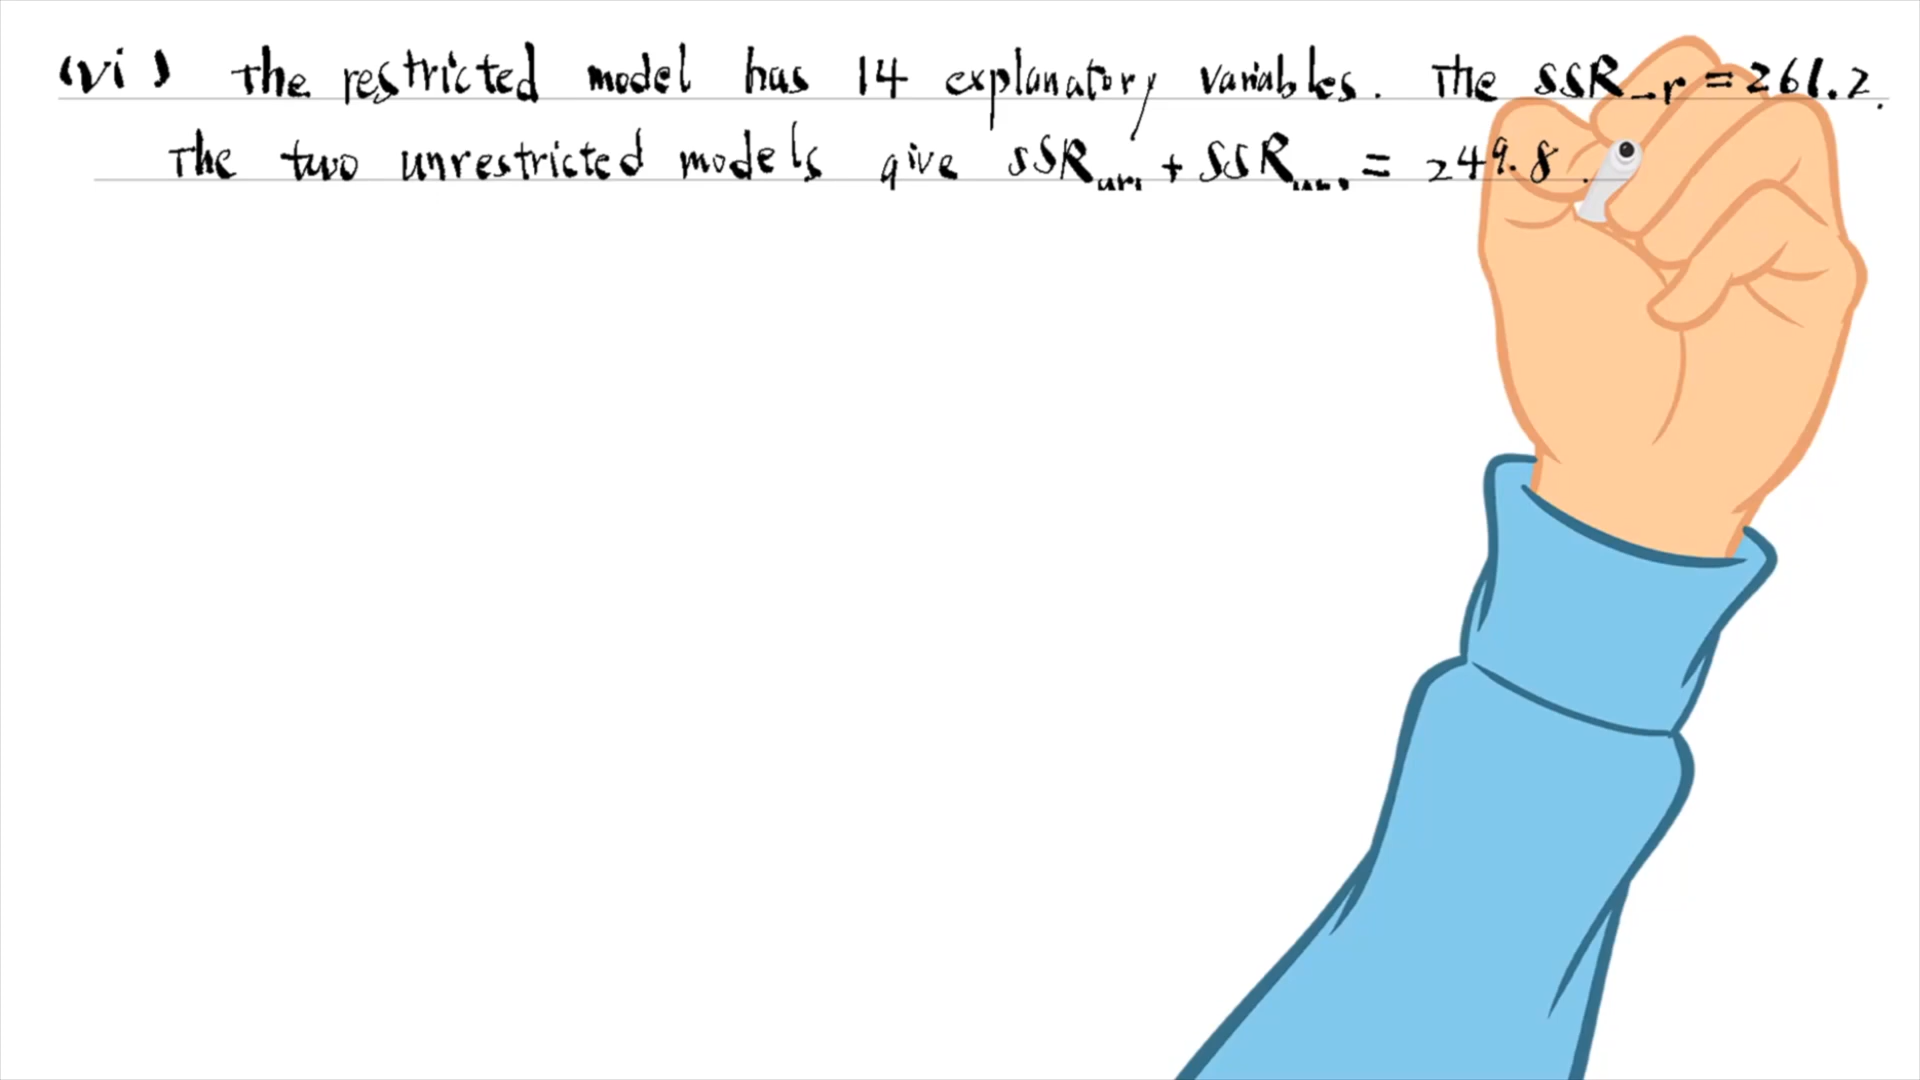 (vi) The restricted model has 14 explanatory variables. The SSR_r = 261.2.
The two unrestricted models give SSR + SSR = 249.8.